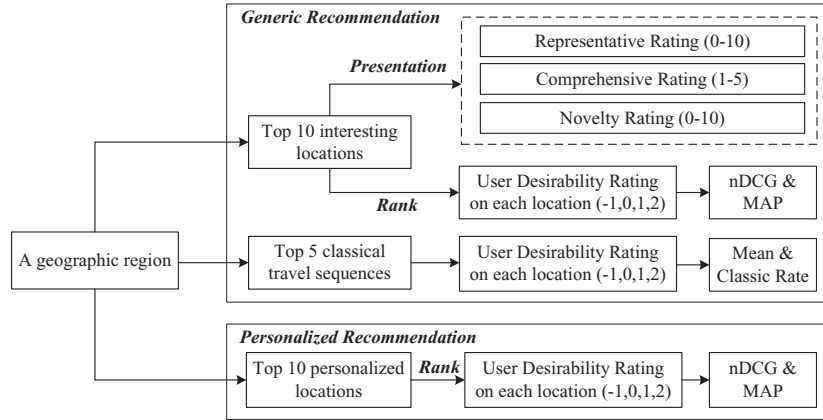 Generic Recommendation
Representative Rating (0-10)
Presentation
Comprehensive Rating (1-5)
Novelty Rating (0-10)
Top 10 interesting
locations
Rank
User Desirability Rating
on each location (-1,0,1,2)
nDCG &
MAP
A geographic region
Top 5 classical
travel sequences
User Desirability Rating
on each location (-1,0,1,2)
Mean &
Classic Rate
Personalized Recommendation
Top 10 personalized
locations
Rank
User Desirability Rating
on each location (-1,0,1,2)
nDCG &
MAP